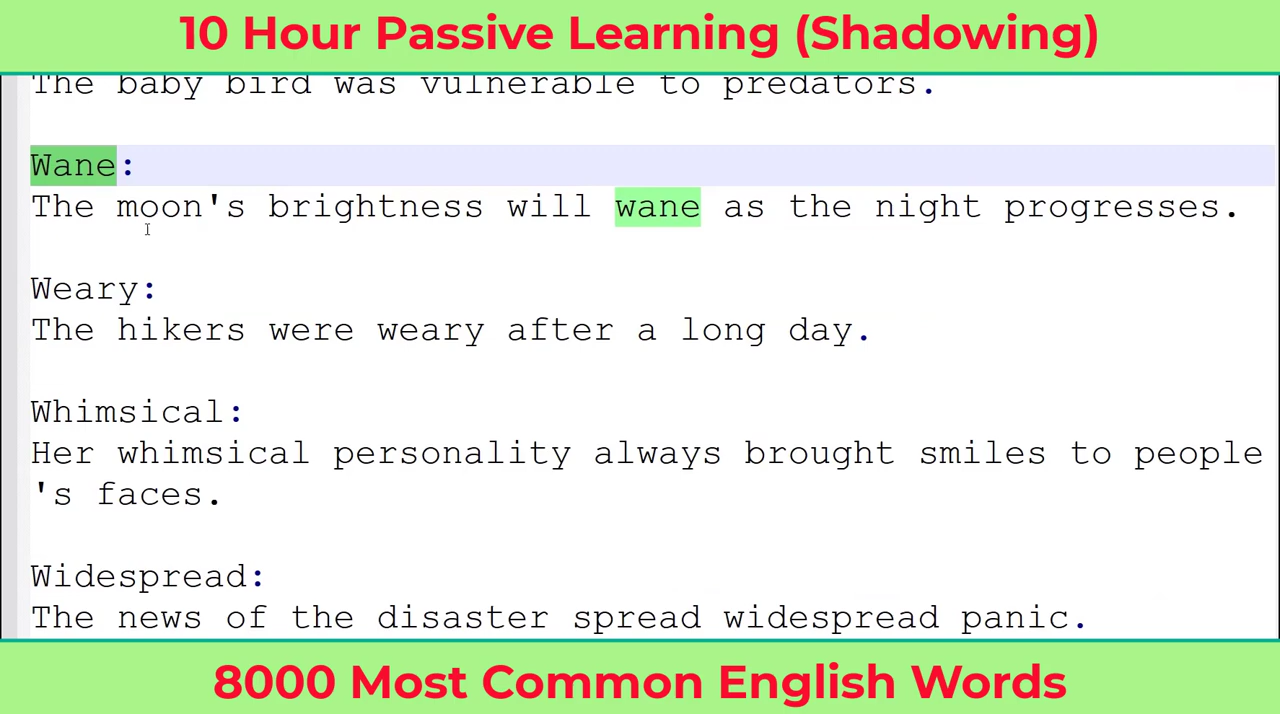 10 Hour Passive Learning (Shadowing)
The baby bird was vulnerable to predators.
Wane:
The moon's brightness will wane as the night progresses.
Weary:
The hikers were weary after a long day.
Whimsical:
Her whimsical personality always brought smiles to people
's faces.
Widespread:
The news of the disaster spread widespread panic.
8000 Most Common English Words